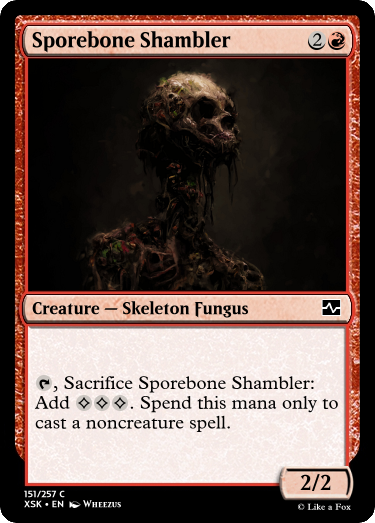 Sporebone Shambler 2
Creature — Skeleton Fungus
, Sacrifice Sporebone Shambler:
Add . Spend this mana only to
cast a noncreature spell.
2/2
151/257 C
XSK • EN Wheezus
© Like a Fox